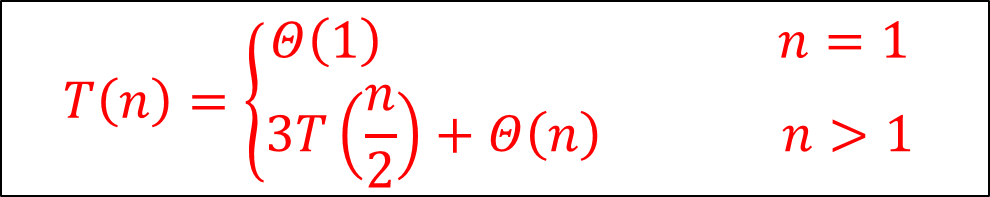 T(n) = { Θ(1)   n = 1
3T(n/2) + Θ(n)   n > 1